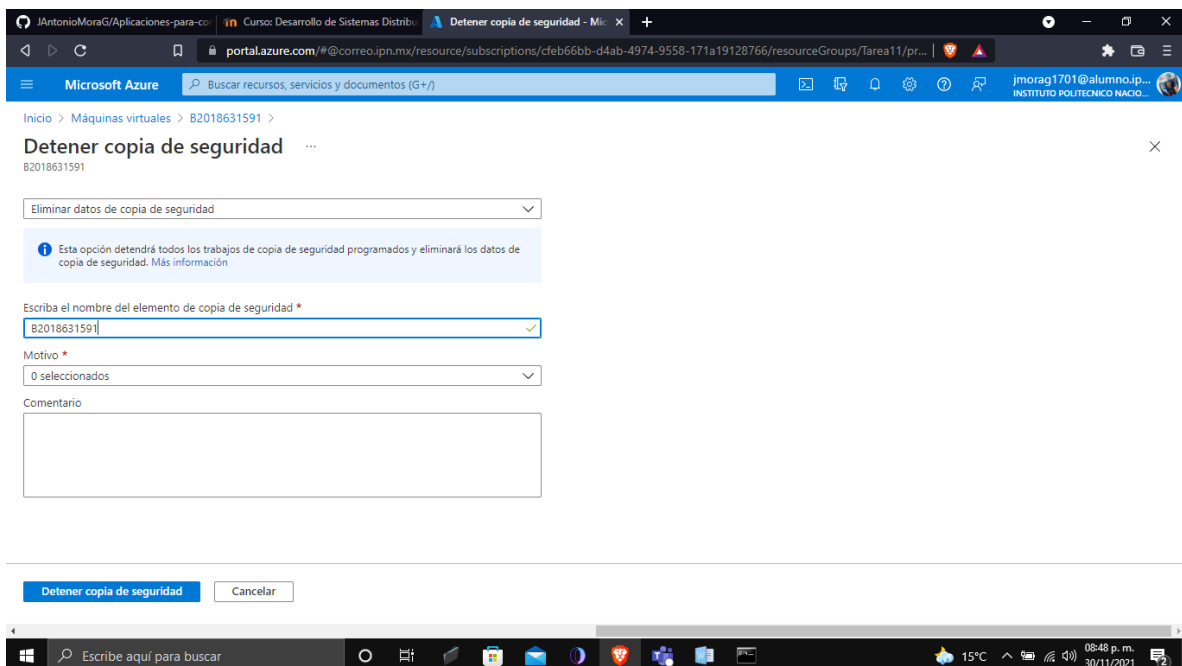 JAntonioMoraG/Aplicaciones-para-co
Curso: Desarrollo de Sistemas Distribu
Detener copia de seguridad - Mic
portal.azure.com/#@correo.ipn.mx/resource/subscriptions/cfeb66bb-d4ab-4974-9558-171a19128766/resourceGroups/Tarea11/pr...
Microsoft Azure
Buscar recursos, servicios y documentos (G+/)
jmorag1701@alumno.ip...
INSTITUTO POLITECNICO NACIO...
Inicio > Máquinas virtuales > B2018631591 >
Detener copia de seguridad ...
B2018631591
Eliminar datos de copia de seguridad
Esta opción detendrá todos los trabajos de copia de seguridad programados y eliminará los datos de
copia de seguridad. Más información
Escriba el nombre del elemento de copia de seguridad *
B2018631591
Motivo *
0 seleccionados
Comentario
Detener copia de seguridad
Cancelar
Escribe aquí para buscar
15°C
08:48 p. m.
30/11/2021
2